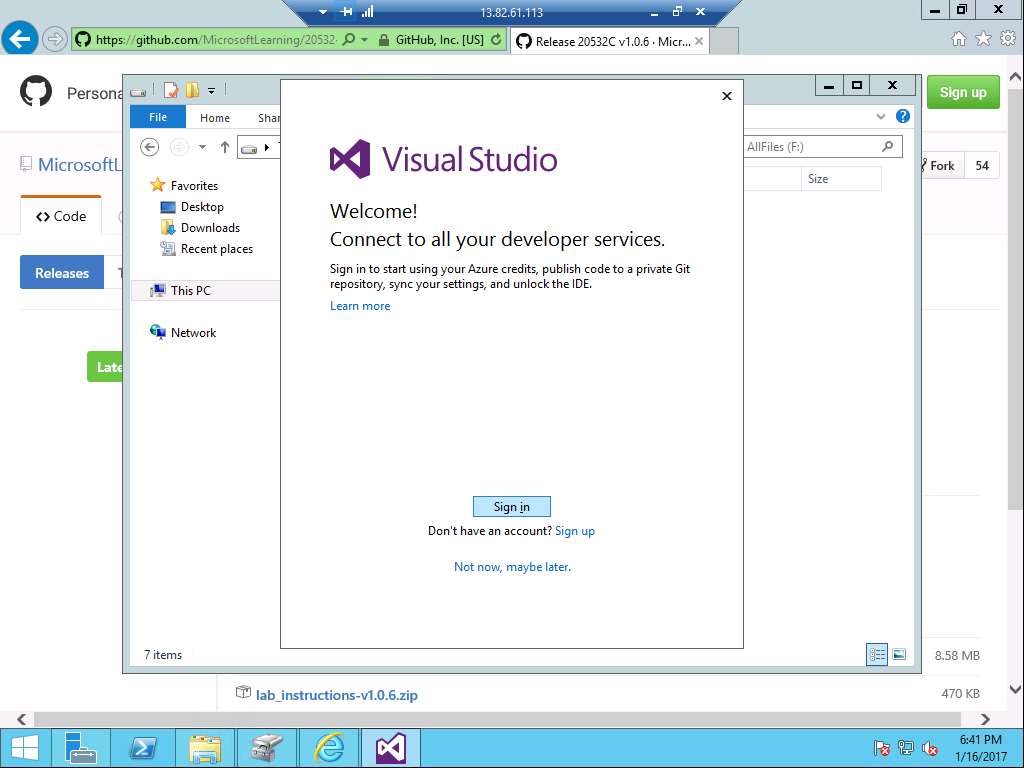 13.82.61.113
https://github.com/MicrosoftLearning/20532-
GitHub, Inc. [US]
Release 20532C v1.0.6 · Micr...
Persona
Sign up
File
Home
Shar
AllFiles (F:)
Size
MicrosoftL
Fork
54
Code
Releases
T
Late
Favorites
Desktop
Downloads
Recent places
This PC
Network
Visual Studio
Welcome!
Connect to all your developer services.
Sign in to start using your Azure credits, publish code to a private Git
repository, sync your settings, and unlock the IDE.
Learn more
Sign in
Don't have an account? Sign up
Not now, maybe later.
7 items
8.58 MB
lab_instructions-v1.0.6.zip
470 KB
6:41 PM
1/16/2017